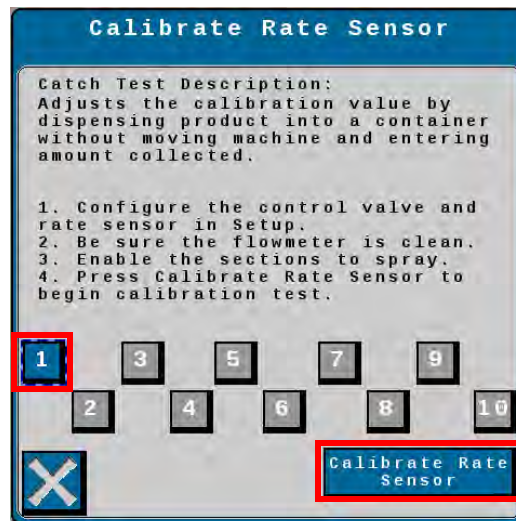 Calibrate Rate Sensor
Catch Test Description:
Adjusts the calibration value by
dispensing product into a container
without moving machine and entering
amount collected.
1. Configure the control valve and
rate sensor in Setup.
2. Be sure the flowmeter is clean.
3. Enable the sections to spray.
4. Press Calibrate Rate Sensor to
begin calibration test.
1 3 5 7 9
2 4 6 8 10
Calibrate Rate
Sensor